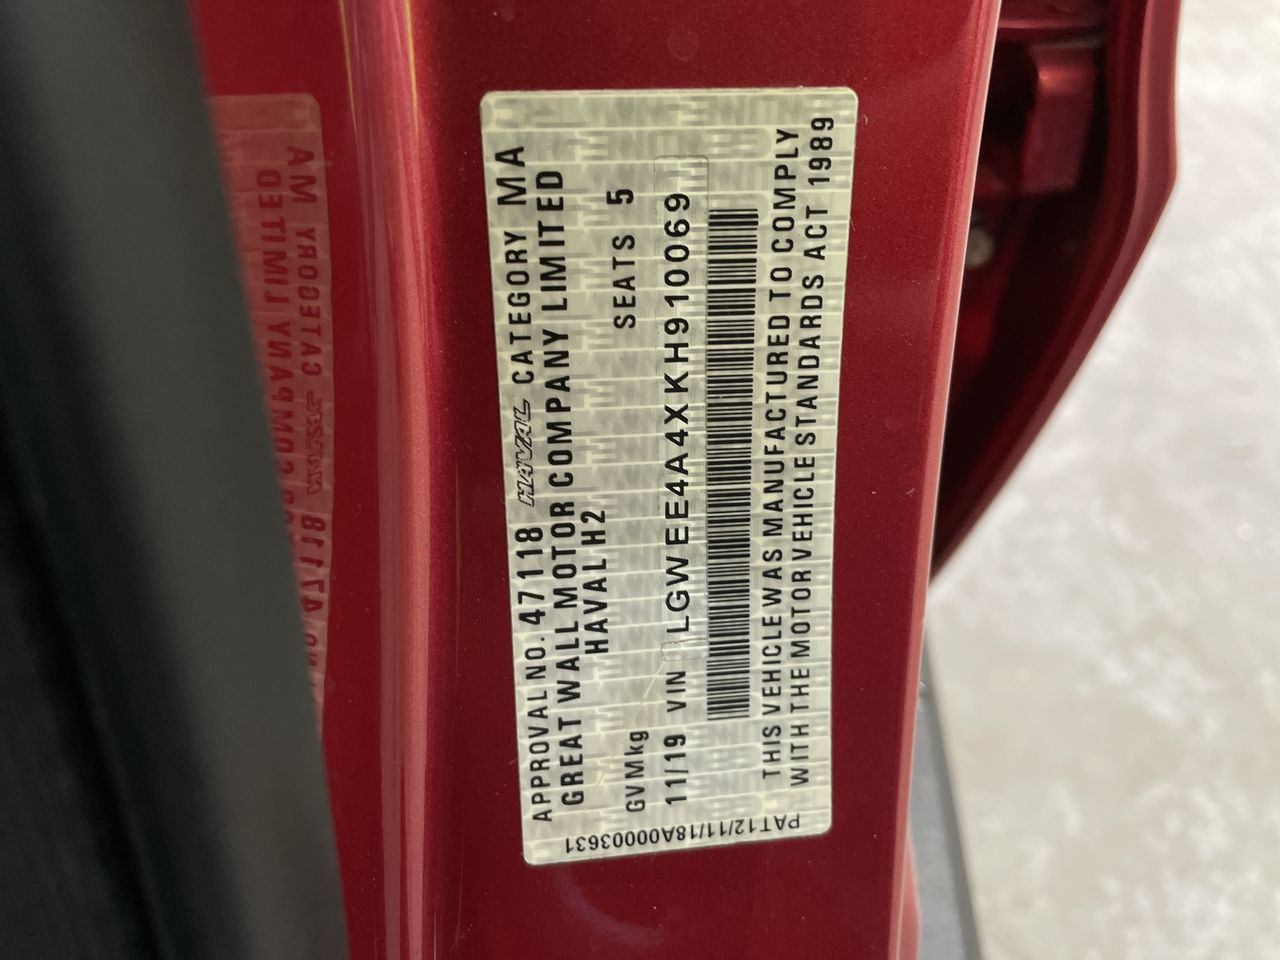 APPROVAL NO. 47118 HAVAL CATEGORY MA
GREAT WALL MOTOR COMPANY LIMITED
HAVAL H2
GVMkg SEATS 5
11/19 VIN LGWEE4A4XKH910069
THIS VEHICLE WAS MANUFACTURED TO COMPLY
WITH THE MOTOR VEHICLE STANDARDS ACT 1989
PAT12/11/18A00003631